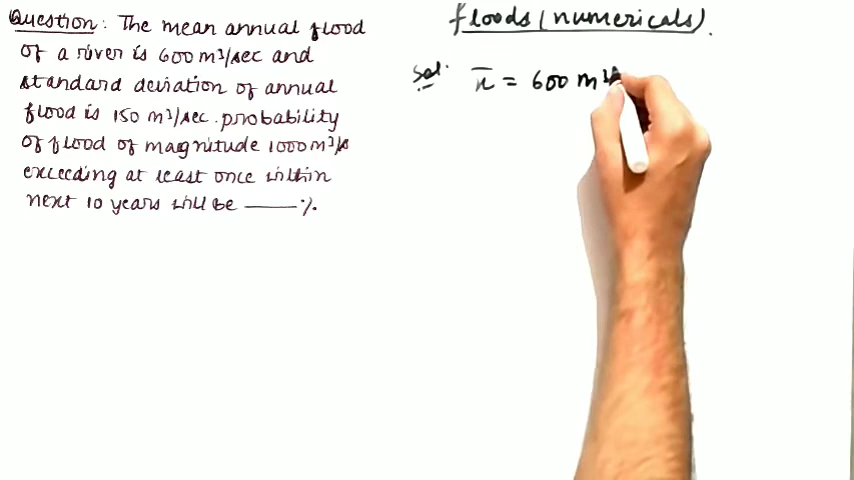 Question: The mean annual flood
of a river is 600 m³/sec and
standard deviation of annual
flood is 150 m³/sec. probability
of flood of magnitude 1000 m³/s
exceeding at least once within
next 10 years will be ____ %.
floods (numericals).
Sol. x̄ = 600 m³/